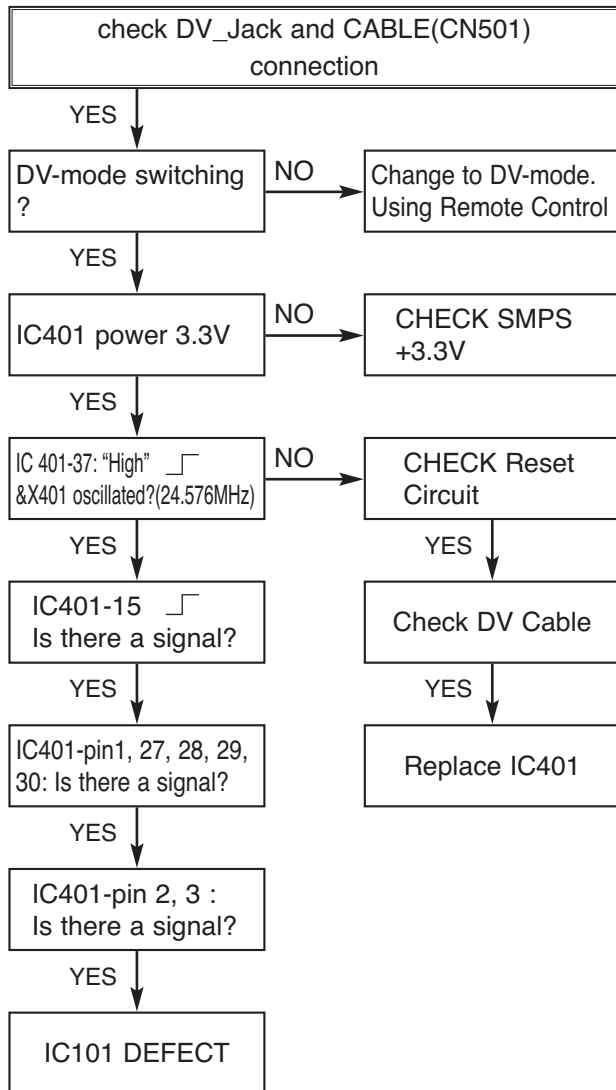 check DV_Jack and CABLE(CN501)
connection
YES
DV-mode switching
?
NO
Change to DV-mode.
Using Remote Control
YES
IC401 power 3.3V
NO
CHECK SMPS
+3.3V
YES
IC 401-37: “High”
&X401 oscillated?(24.576MHz)
NO
CHECK Reset
Circuit
YES
YES
IC401-15
Is there a signal?
Check DV Cable
YES
YES
IC401-pin1, 27, 28, 29,
30: Is there a signal?
Replace IC401
YES
IC401-pin 2, 3 :
Is there a signal?
YES
IC101 DEFECT